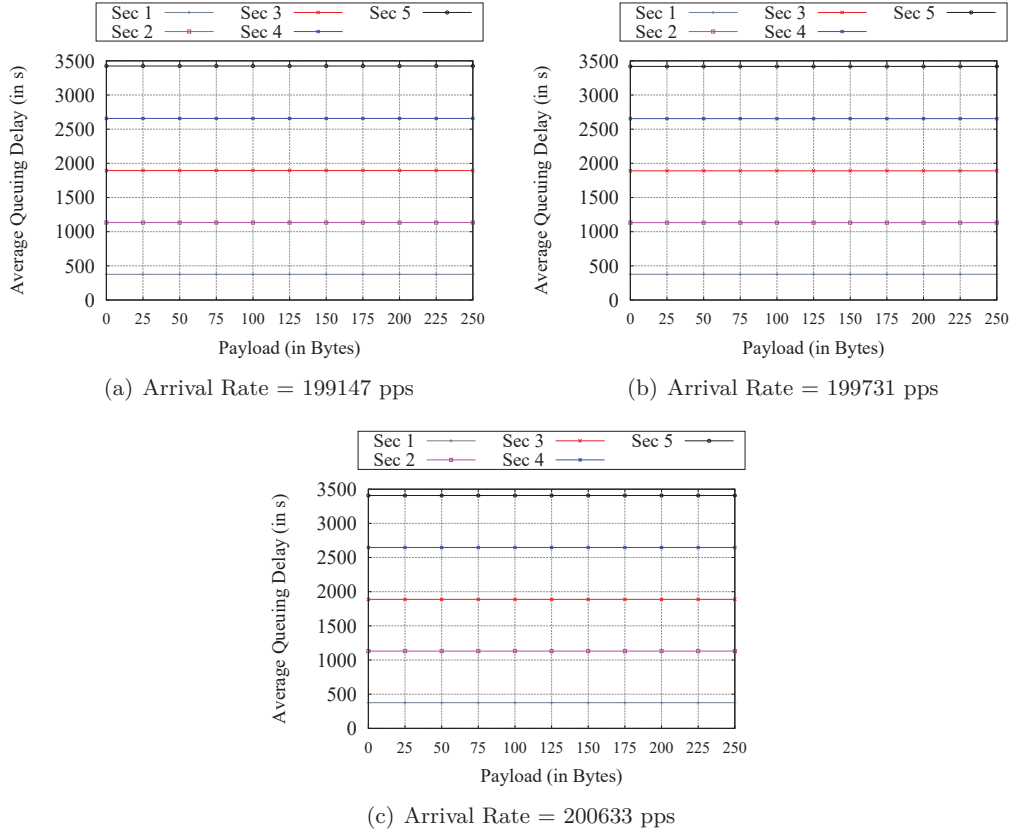 Sec 1 Sec 3 Sec 5
Sec 2 Sec 4
Average Queuing Delay (in s)
3500
3000
2500
2000
1500
1000
500
0
0 25 50 75 100 125 150 175 200 225 250
Payload (in Bytes)
(a) Arrival Rate = 199147 pps
Sec 1 Sec 3 Sec 5
Sec 2 Sec 4
Average Queuing Delay (in s)
3500
3000
2500
2000
1500
1000
500
0
0 25 50 75 100 125 150 175 200 225 250
Payload (in Bytes)
(b) Arrival Rate = 199731 pps
Sec 1 Sec 3 Sec 5
Sec 2 Sec 4
Average Queuing Delay (in s)
3500
3000
2500
2000
1500
1000
500
0
0 25 50 75 100 125 150 175 200 225 250
Payload (in Bytes)
(c) Arrival Rate = 200633 pps